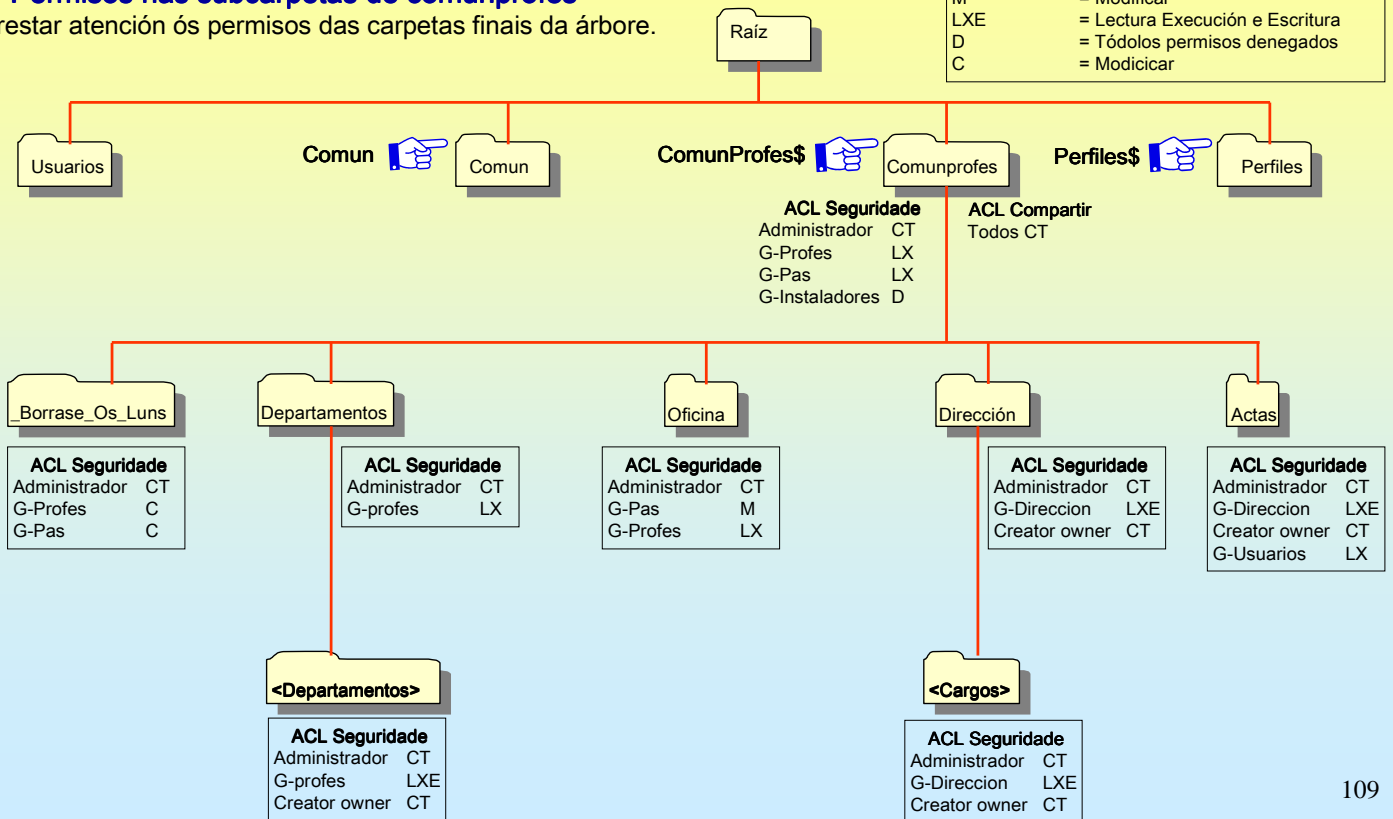 Permisos nas subcarpetas de comunprofes
restar atención ós permisos das carpetas finais da árbore.
M = Modificar
LXE = Lectura Execución e Escritura
D = Tódolos permisos denegados
C = Modicicar
Raíz
Usuarios
Comun
Comun
ComunProfes$
Comunprofes
Perfiles$
Perfiles
ACL Seguridade
Administrador CT
G-Profes LX
G-Pas LX
G-Instaladores D
ACL Compartir
Todos CT
_Borrase_Os_Luns
ACL Seguridade
Administrador CT
G-Profes C
G-Pas C
Departamentos
ACL Seguridade
Administrador CT
G-profes LX
Oficina
ACL Seguridade
Administrador CT
G-Pas M
G-Profes LX
Dirección
ACL Seguridade
Administrador CT
G-Direccion LXE
Creator owner CT
Actas
ACL Seguridade
Administrador CT
G-Direccion LXE
Creator owner CT
G-Usuarios LX
<Departamentos>
ACL Seguridade
Administrador CT
G-profes LXE
Creator owner CT
<Cargos>
ACL Seguridade
Administrador CT
G-Direccion LXE
Creator owner CT
109